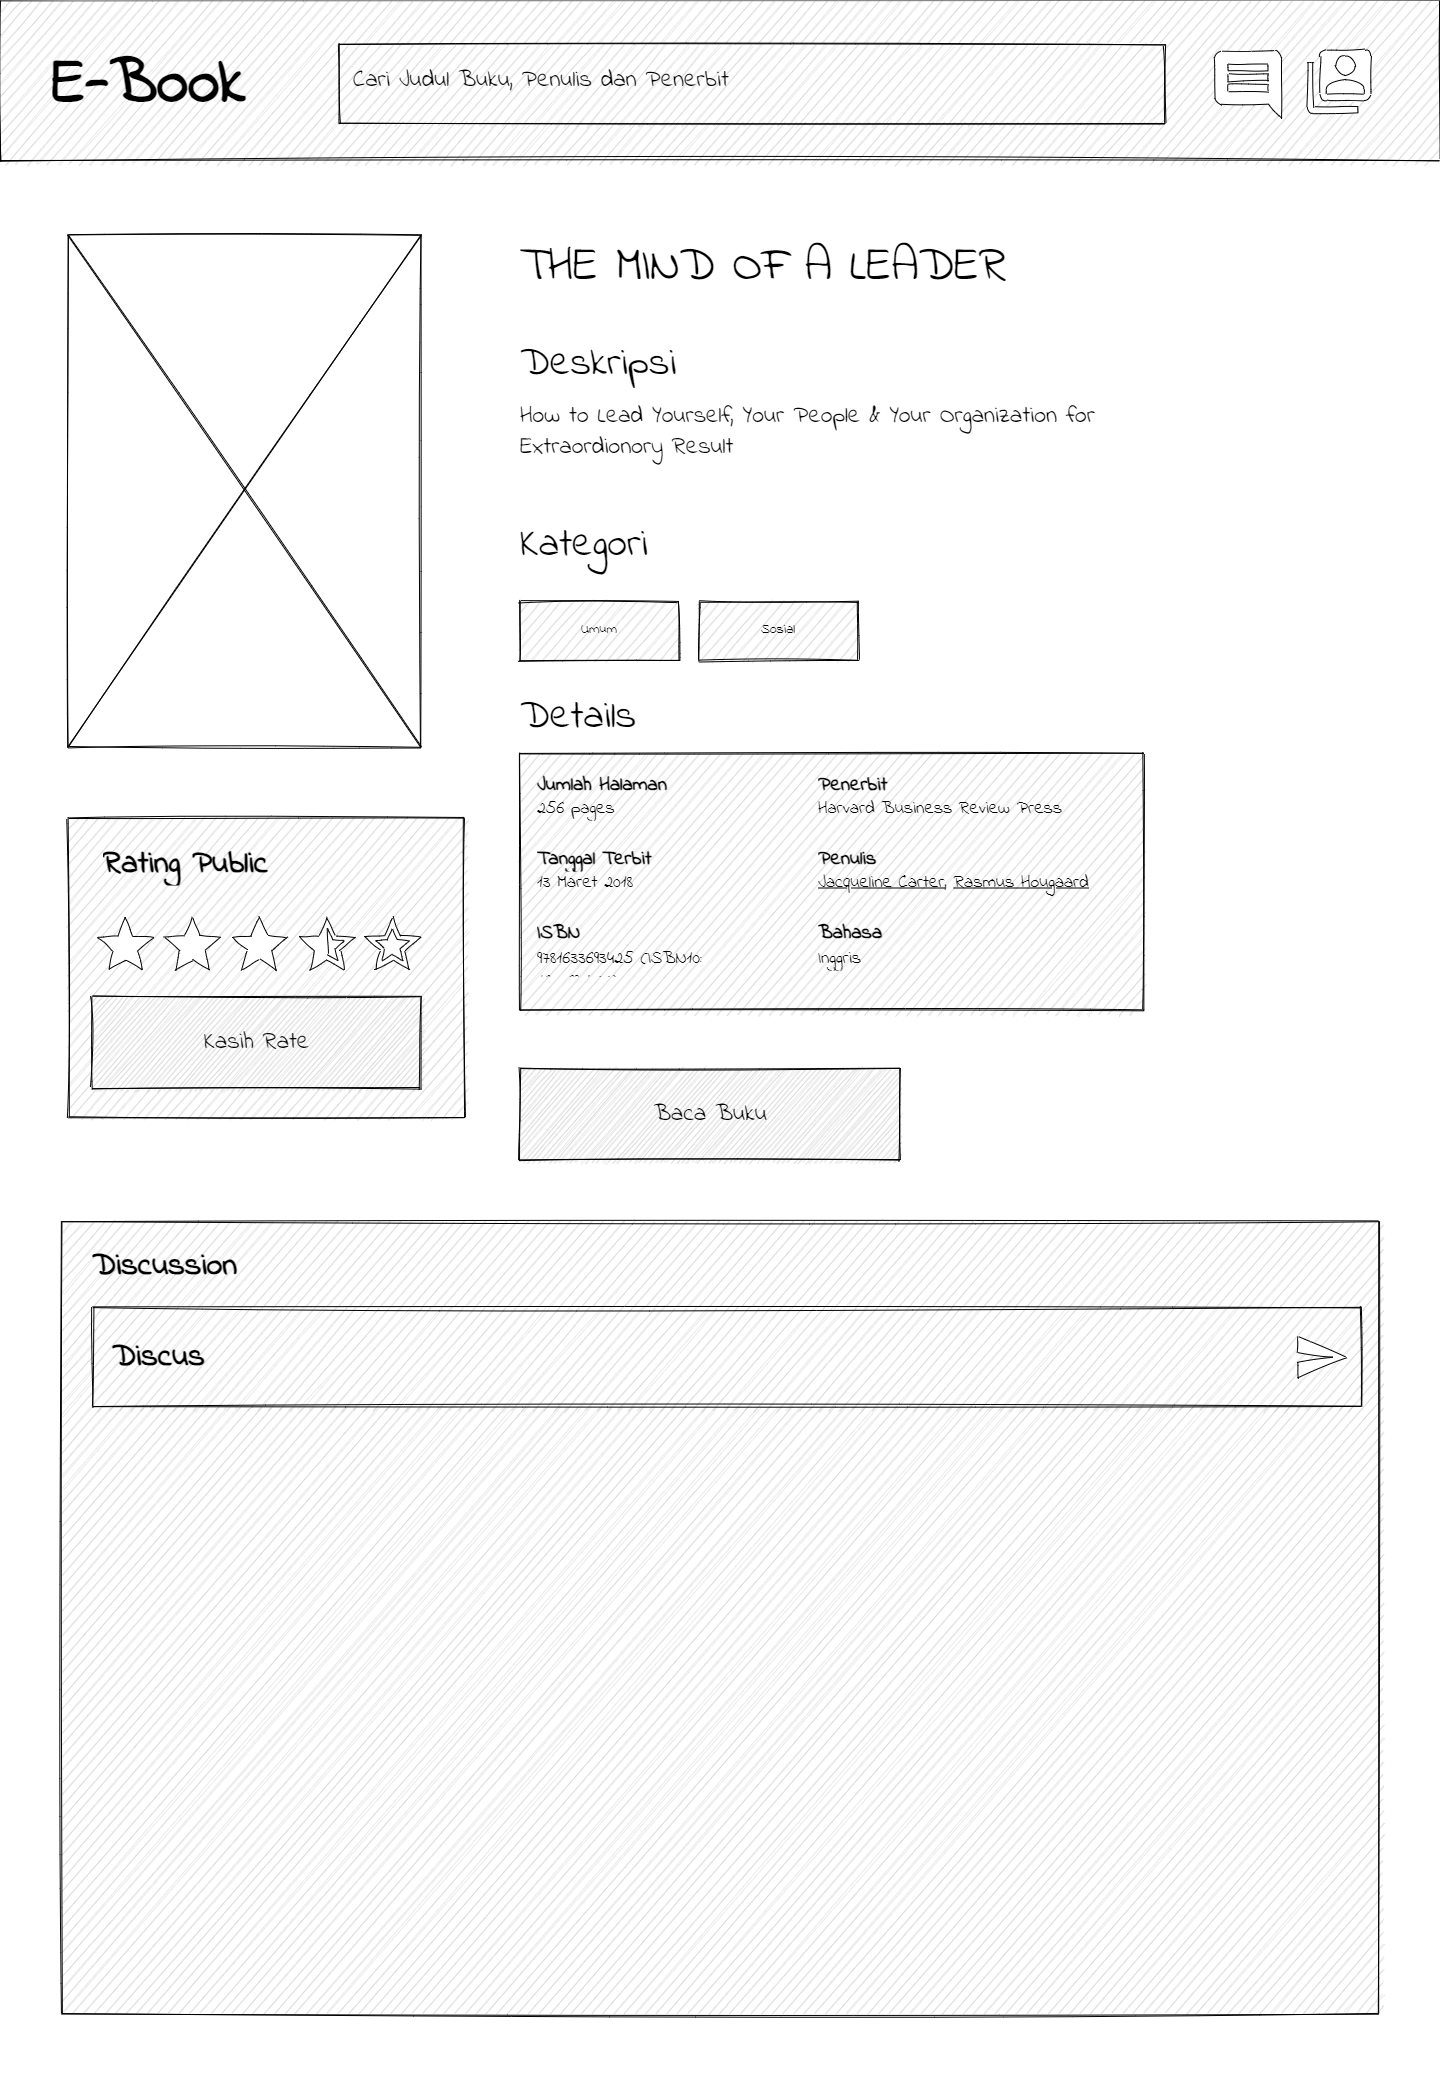 E-Book
Cari Judul Buku, Penulis dan Penerbit
THE MIND OF A LEADER
Deskripsi
How to Lead Yourself, Your People & Your Organization for
Extraordionory Result
Kategori
Umum
Sosial
Details
Jumlah Halaman
256 pages
Penerbit
Harvard Business Review Press
Tanggal Terbit
13 Maret 2018
Penulis
Jacqueline Carter, Rasmus Hougaard
ISBN
9781633693425 (ISBN10:
Bahasa
Inggris
Rating Public
Kasih Rate
Baca Buku
Discussion
Discus